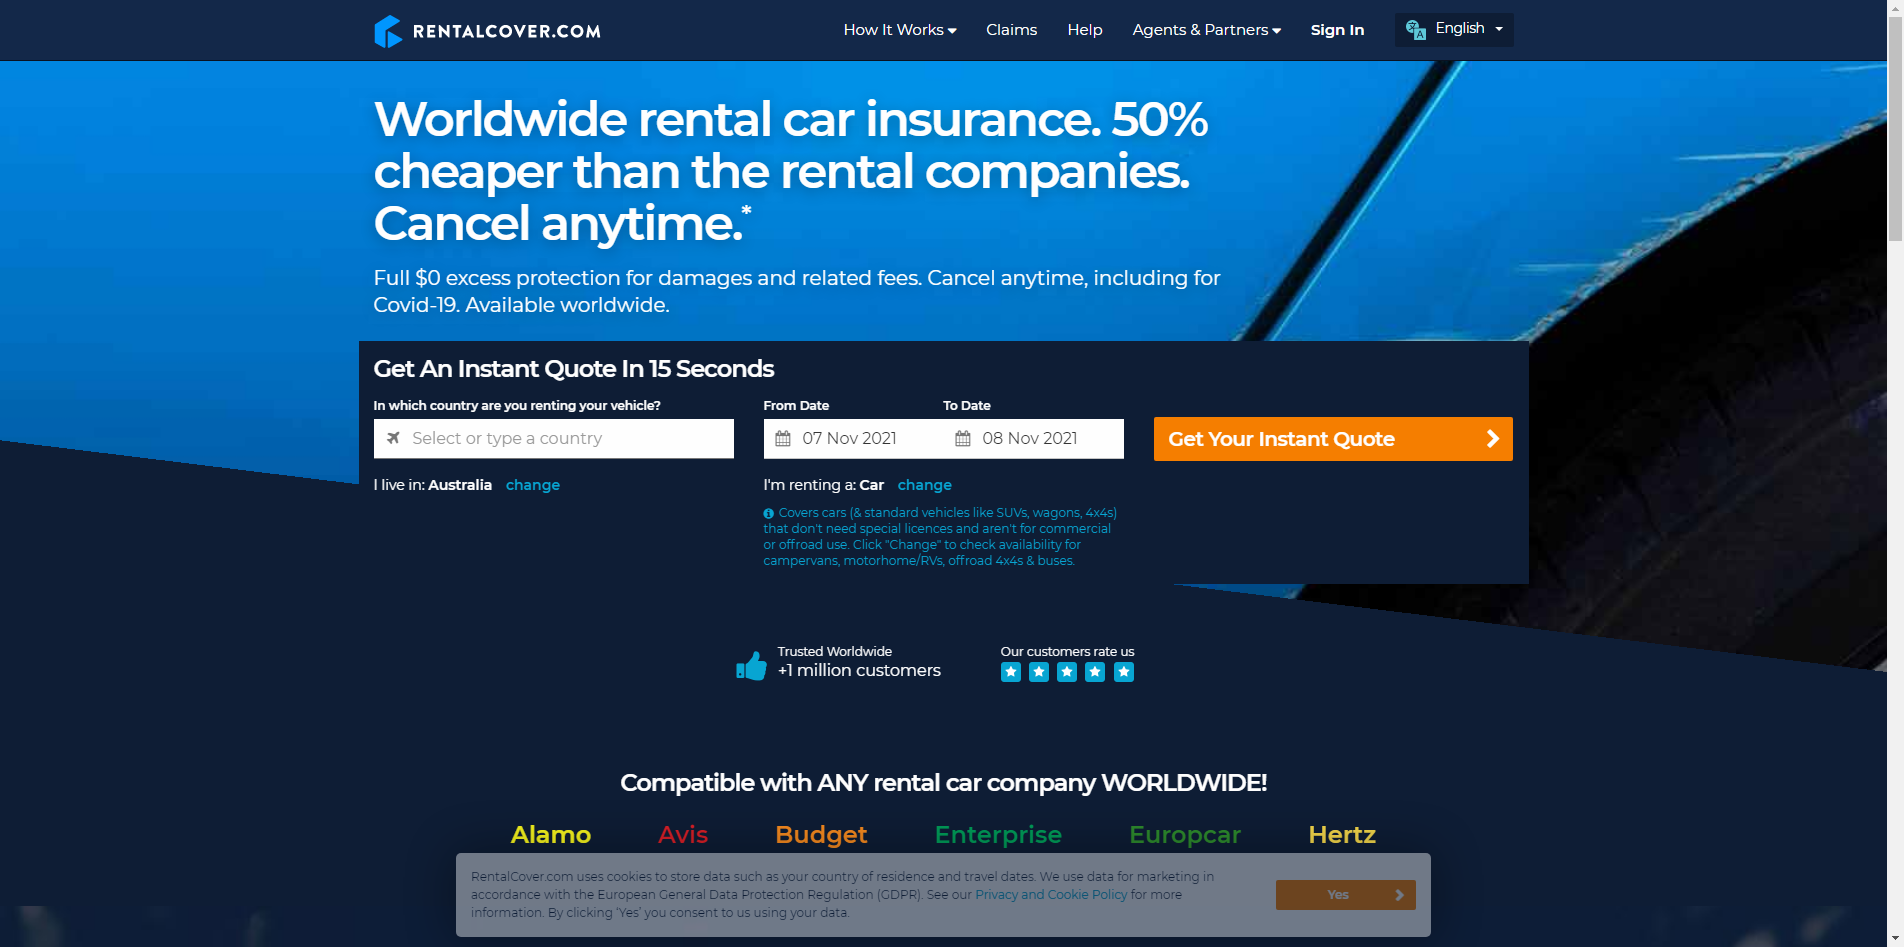 RENTALCOVER.COM
How It Works
Claims
Help
Agents & Partners
Sign In
English
Worldwide rental car insurance. 50%
cheaper than the rental companies.
Cancel anytime.*
Full $0 excess protection for damages and related fees. Cancel anytime, including for
Covid-19. Available worldwide.
Get An Instant Quote In 15 Seconds
In which country are you renting your vehicle?
Select or type a country
I live in: Australia change
From Date
To Date
07 Nov 2021
08 Nov 2021
I'm renting a: Car change
Covers cars (& standard vehicles like SUVs, wagons, 4x4s)
that don't need special licences and aren't for commercial
or offroad use. Click "Change" to check availability for
campervans, motorhome/RVs, offroad 4x4s & buses.
Get Your Instant Quote
Trusted Worldwide
+1 million customers
Our customers rate us
Compatible with ANY rental car company WORLDWIDE!
Alamo
Avis
Budget
Enterprise
Europcar
Hertz
RentalCover.com uses cookies to store data such as your country of residence and travel dates. We use data for marketing in
accordance with the European General Data Protection Regulation (GDPR). See our Privacy and Cookie Policy for more
information. By clicking 'Yes' you consent to us using your data.
Yes